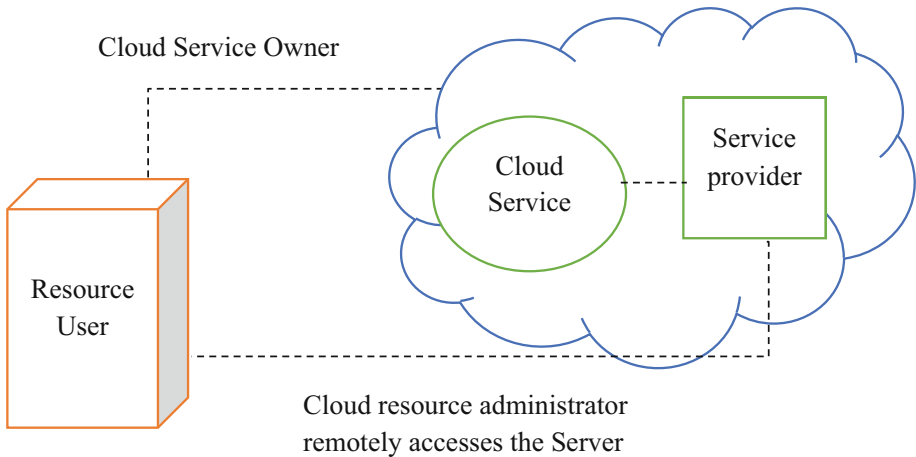 Cloud Service Owner
Cloud
Service
Service
provider
Resource
User
Cloud resource administrator
remotely accesses the Server